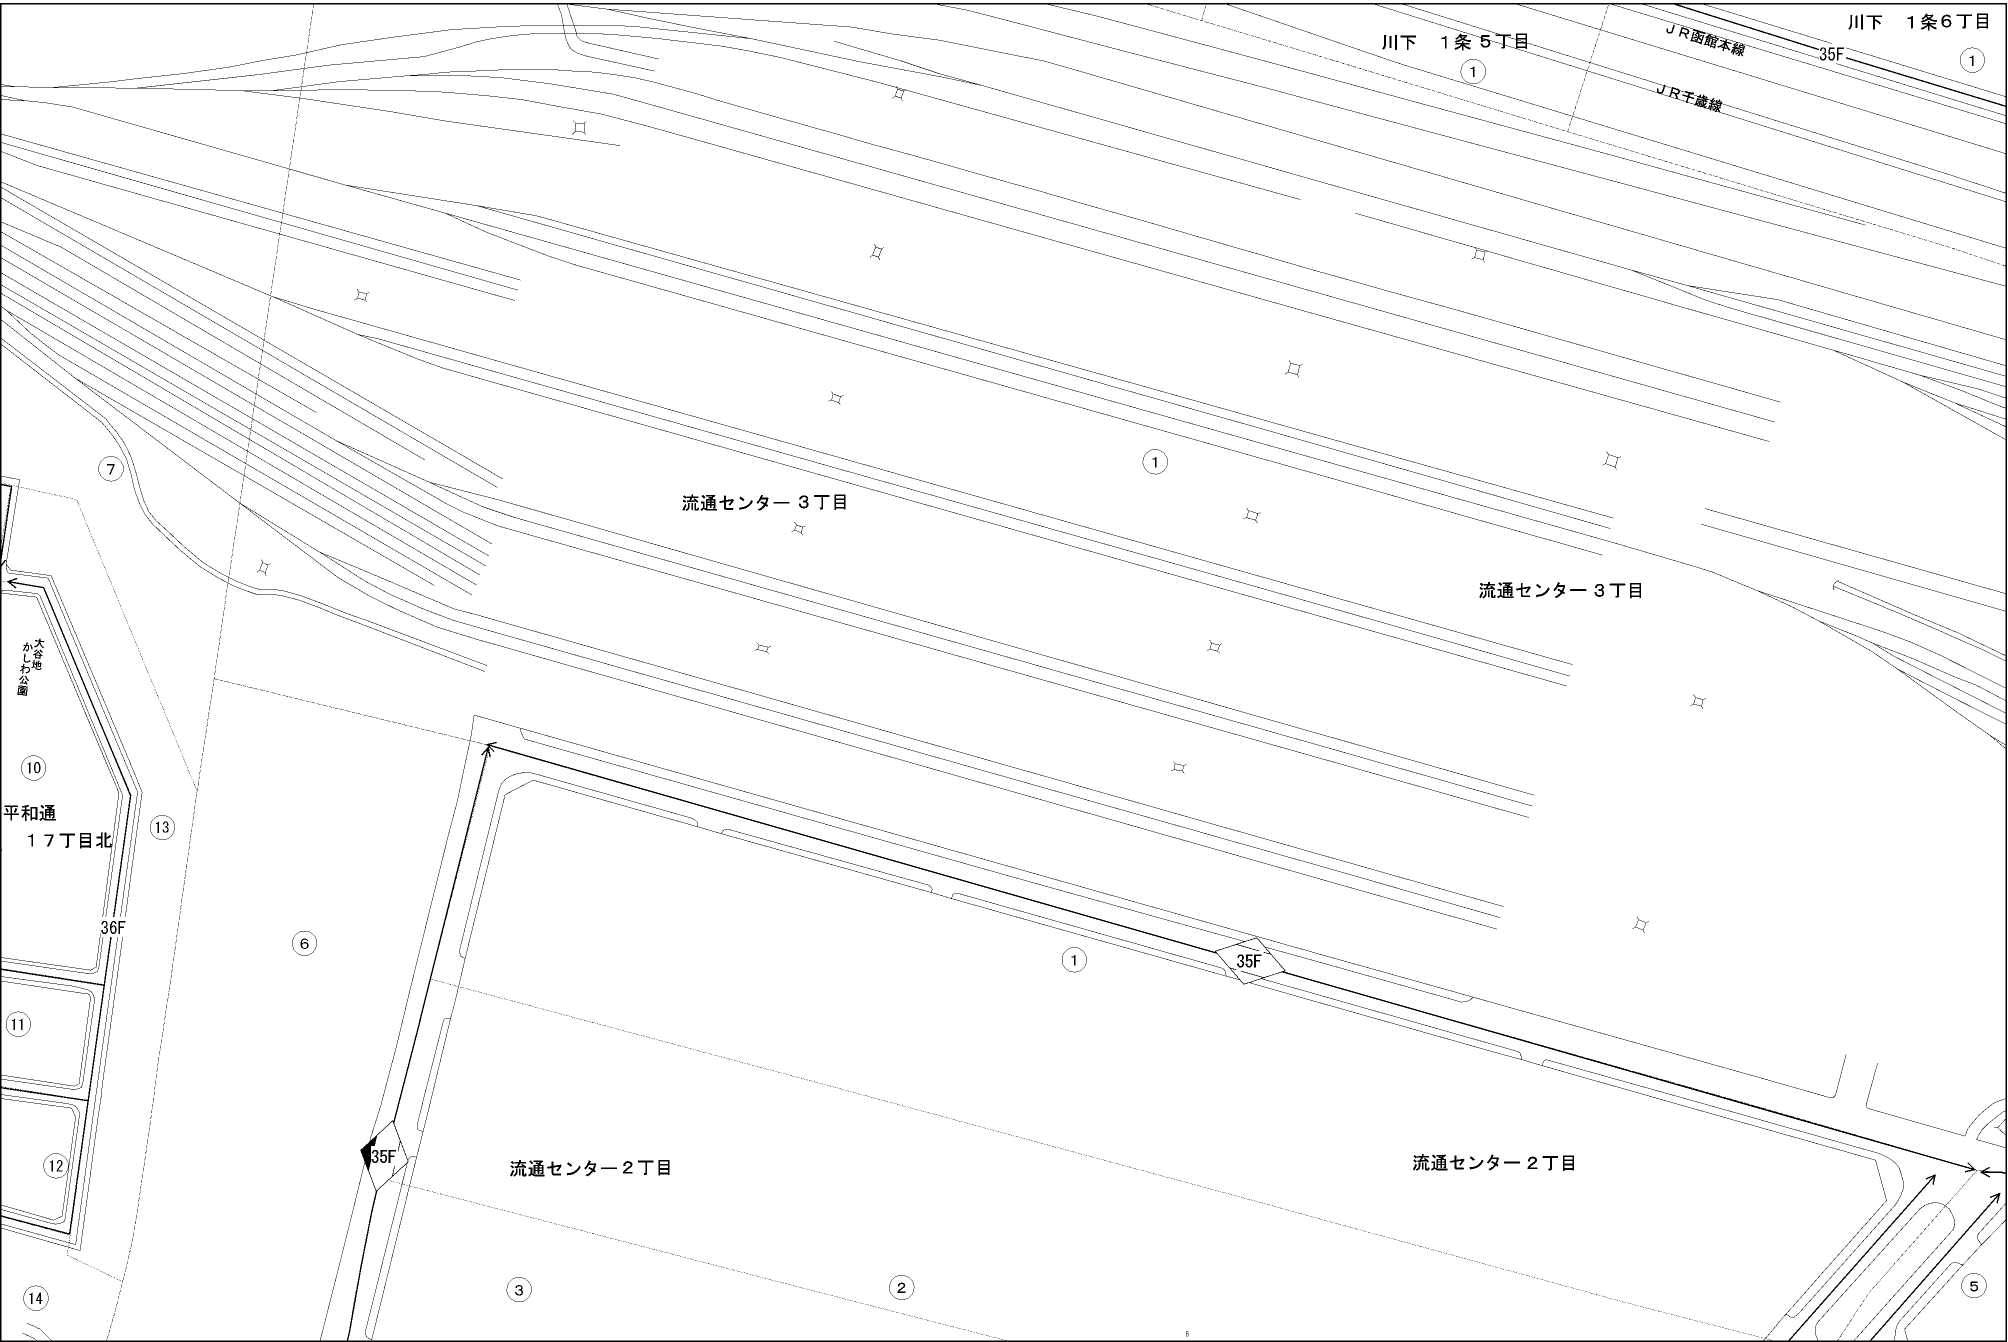 川下　１条６丁目
川下　１条５丁目
ＪＲ函館本線
35F
①
①
ＪＲ千歳線
①
⑦
流通センター３丁目
流通センター３丁目
大谷地
かしわ公園
⑩
平和通
１７丁目北
⑬
36F
⑥
①
35F
⑪
35F
⑫
流通センター２丁目
流通センター２丁目
③
②
⑤
⑭
6